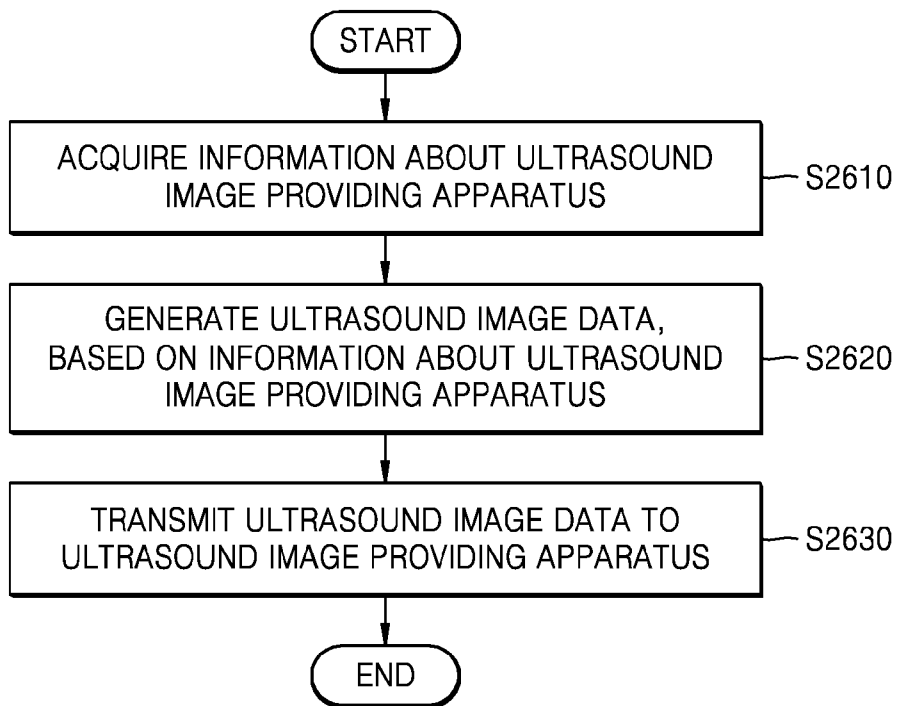 START
ACQUIRE INFORMATION ABOUT ULTRASOUND
IMAGE PROVIDING APPARATUS
S2610
GENERATE ULTRASOUND IMAGE DATA,
BASED ON INFORMATION ABOUT ULTRASOUND
IMAGE PROVIDING APPARATUS
S2620
TRANSMIT ULTRASOUND IMAGE DATA TO
ULTRASOUND IMAGE PROVIDING APPARATUS
S2630
END